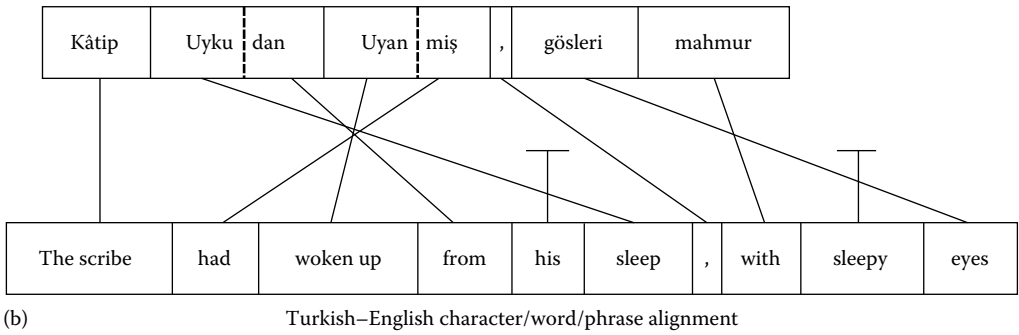 Kâtip Uyku dan Uyan miş , gösleri mahmur
The scribe had woken up from his sleep , with sleepy eyes
(b) Turkish–English character/word/phrase alignment